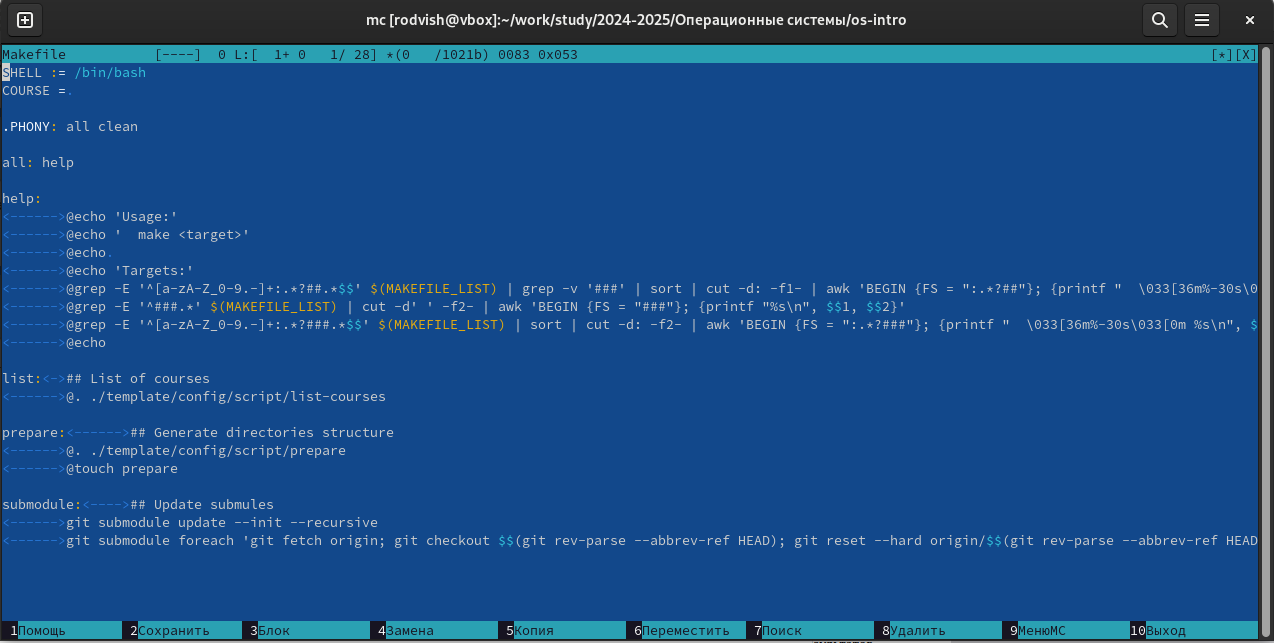 mc [rodvish@vbox]:~/work/study/2024-2025/Операционные системы/os-intro
Makefile [----] 0 L:[ 1+ 0 1/ 28] *(0 /1021b) 0083 0x053 [*][X]
SHELL := /bin/bash
COURSE =.
.PHONY: all clean
all: help
help:
<------>@echo 'Usage:'
<------>@echo '  make <target>'
<------>@echo.
<------>@echo 'Targets:'
<------>@grep -E '^[a-zA-Z_0-9.-]+:.*?##.*$$' $(MAKEFILE_LIST) | grep -v '###' | sort | cut -d: -f1- | awk 'BEGIN {FS = ":.*?##"}; {printf "  \033[36m%-30s\0
<------>@grep -E '^###.*' $(MAKEFILE_LIST) | cut -d' ' -f2- | awk 'BEGIN {FS = "###"}; {printf "%s\n", $$1, $$2}'
<------>@grep -E '^[a-zA-Z_0-9.-]+:.*?###.*$$' $(MAKEFILE_LIST) | sort | cut -d: -f2- | awk 'BEGIN {FS = ":.*?###"}; {printf "  \033[36m%-30s\033[0m %s\n", $
<------>@echo
list:<->## List of courses
<------>@. ./template/config/script/list-courses
prepare:<------>## Generate directories structure
<------>@. ./template/config/script/prepare
<------>@touch prepare
submodule:<---->## Update submules
<------>git submodule update --init --recursive
<------>git submodule foreach 'git fetch origin; git checkout $$(git rev-parse --abbrev-ref HEAD); git reset --hard origin/$$(git rev-parse --abbrev-ref HEAD
1Помощь 2Сохранить 3Блок 4Замена 5Копия 6Переместить 7Поиск 8Удалить 9МенюMC 10Выход